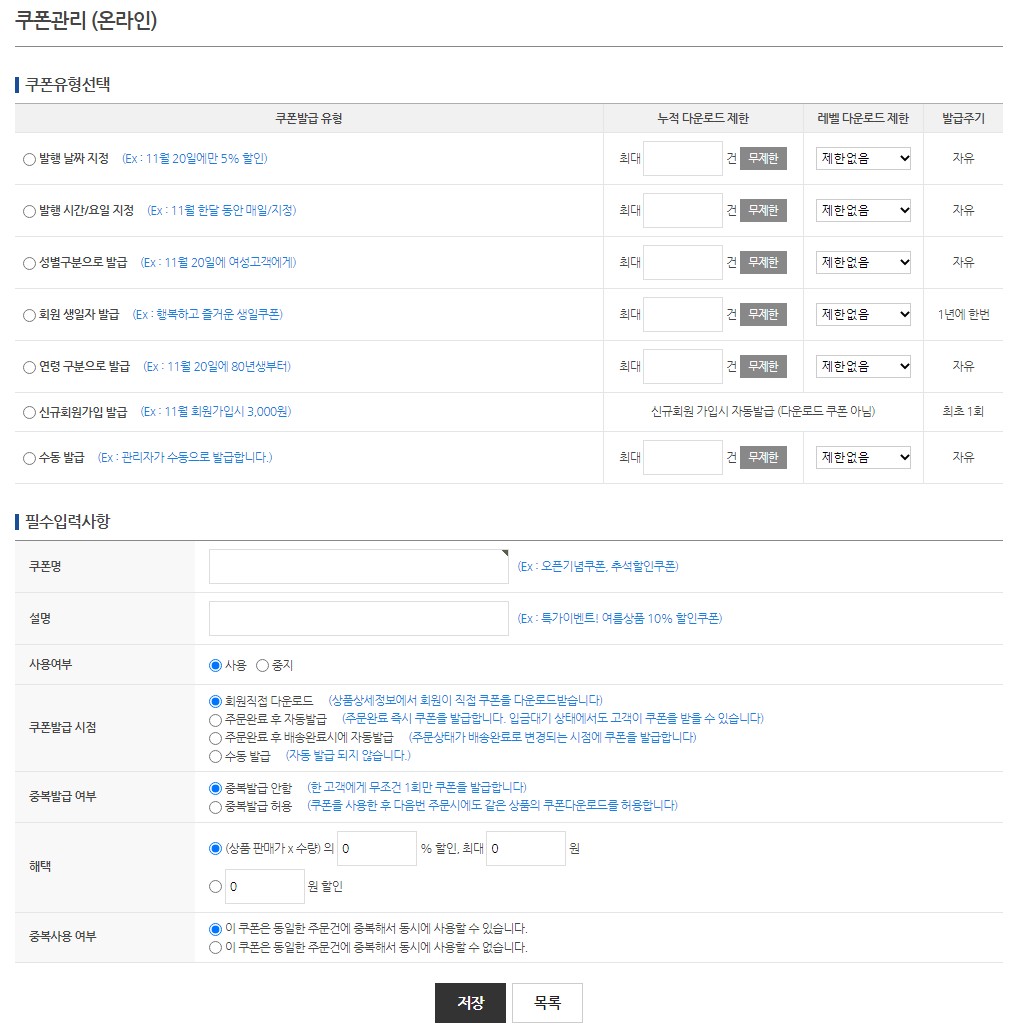 쿠폰관리 (온라인)
쿠폰유형선택
쿠폰발급 유형 누적 다운로드 제한 레벨 다운로드 제한 발급주기
발행 날짜 지정 (Ex : 11월 20일에만 5% 할인) 최대 건 무제한 제한없음 자유
발행 시간/요일 지정 (Ex : 11월 한달 동안 매일/지정) 최대 건 무제한 제한없음 자유
성별구분으로 발급 (Ex : 11월 20일에 여성고객에게) 최대 건 무제한 제한없음 자유
회원 생일자 발급 (Ex : 행복하고 즐거운 생일쿠폰) 최대 건 무제한 제한없음 1년에 한번
연령 구분으로 발급 (Ex : 11월 20일에 80년생부터) 최대 건 무제한 제한없음 자유
신규회원가입 발급 (Ex : 11월 회원가입시 3,000원) 신규회원 가입시 자동발급 (다운로드 쿠폰 아님) 최초 1회
수동 발급 (Ex : 관리자가 수동으로 발급합니다.) 최대 건 무제한 제한없음 자유
필수입력사항
쿠폰명 (Ex : 오픈기념쿠폰, 추석할인쿠폰)
설명 (Ex : 특가이벤트! 여름상품 10% 할인쿠폰)
사용여부 사용 중지
쿠폰발급 시점 회원직접 다운로드 (상품상세정보에서 회원이 직접 쿠폰을 다운로드받습니다)
주문완료 후 자동발급 (주문완료 즉시 쿠폰을 발급합니다. 입금대기 상태에서도 고객이 쿠폰을 받을 수 있습니다)
주문완료 후 배송완료시에 자동발급 (주문상태가 배송완료로 변경되는 시점에 쿠폰을 발급합니다)
수동 발급 (자동 발급 되지 않습니다.)
중복발급 여부 중복발급 안함 (한 고객에게 무조건 1회만 쿠폰을 발급합니다)
중복발급 허용 (쿠폰을 사용한 후 다음번 주문시에도 같은 상품의 쿠폰다운로드를 허용합니다)
해택 (상품 판매가 x 수량) 의 0 % 할인, 최대 0 원
0 원 할인
중복사용 여부 이 쿠폰은 동일한 주문건에 중복해서 동시에 사용할 수 있습니다.
이 쿠폰은 동일한 주문건에 중복해서 동시에 사용할 수 없습니다.
저장 목록